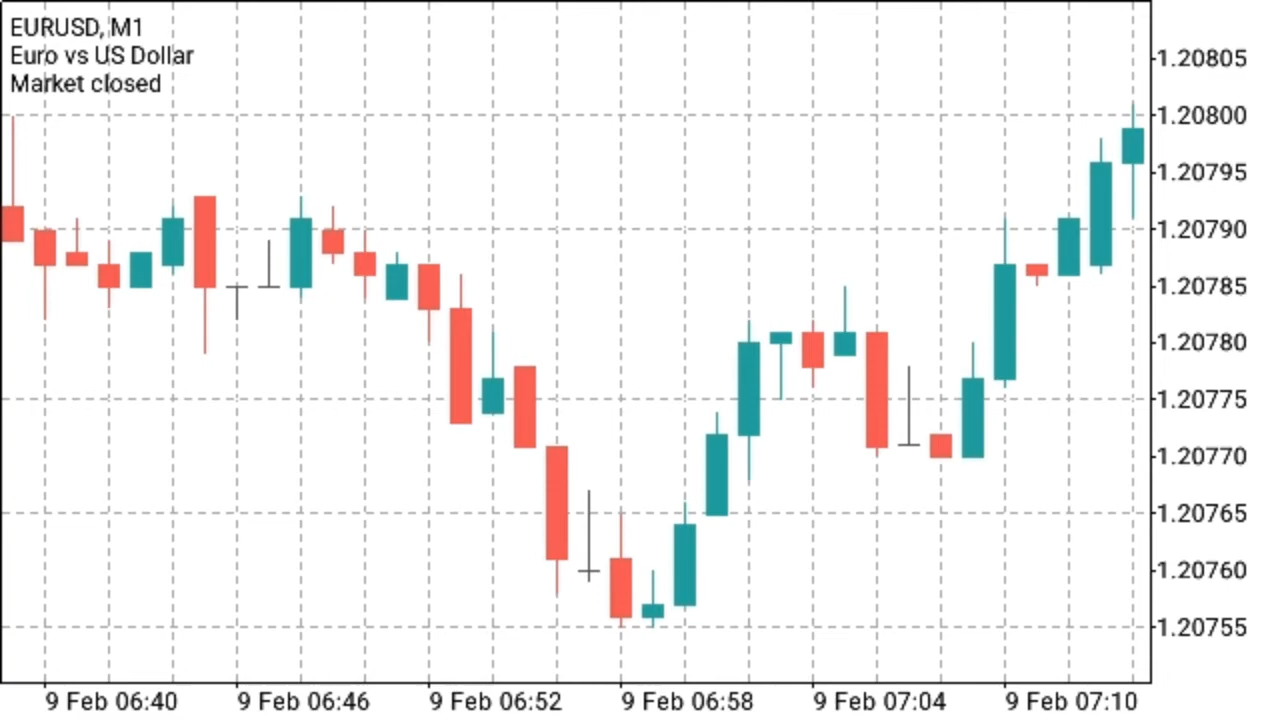 EURUSD, M1
Euro vs US Dollar
Market closed
1.20805
1.20800
1.20795
1.20790
1.20785
1.20780
1.20775
1.20770
1.20765
1.20760
1.20755
9 Feb 06:40 9 Feb 06:46 9 Feb 06:52 9 Feb 06:58 9 Feb 07:04 9 Feb 07:10